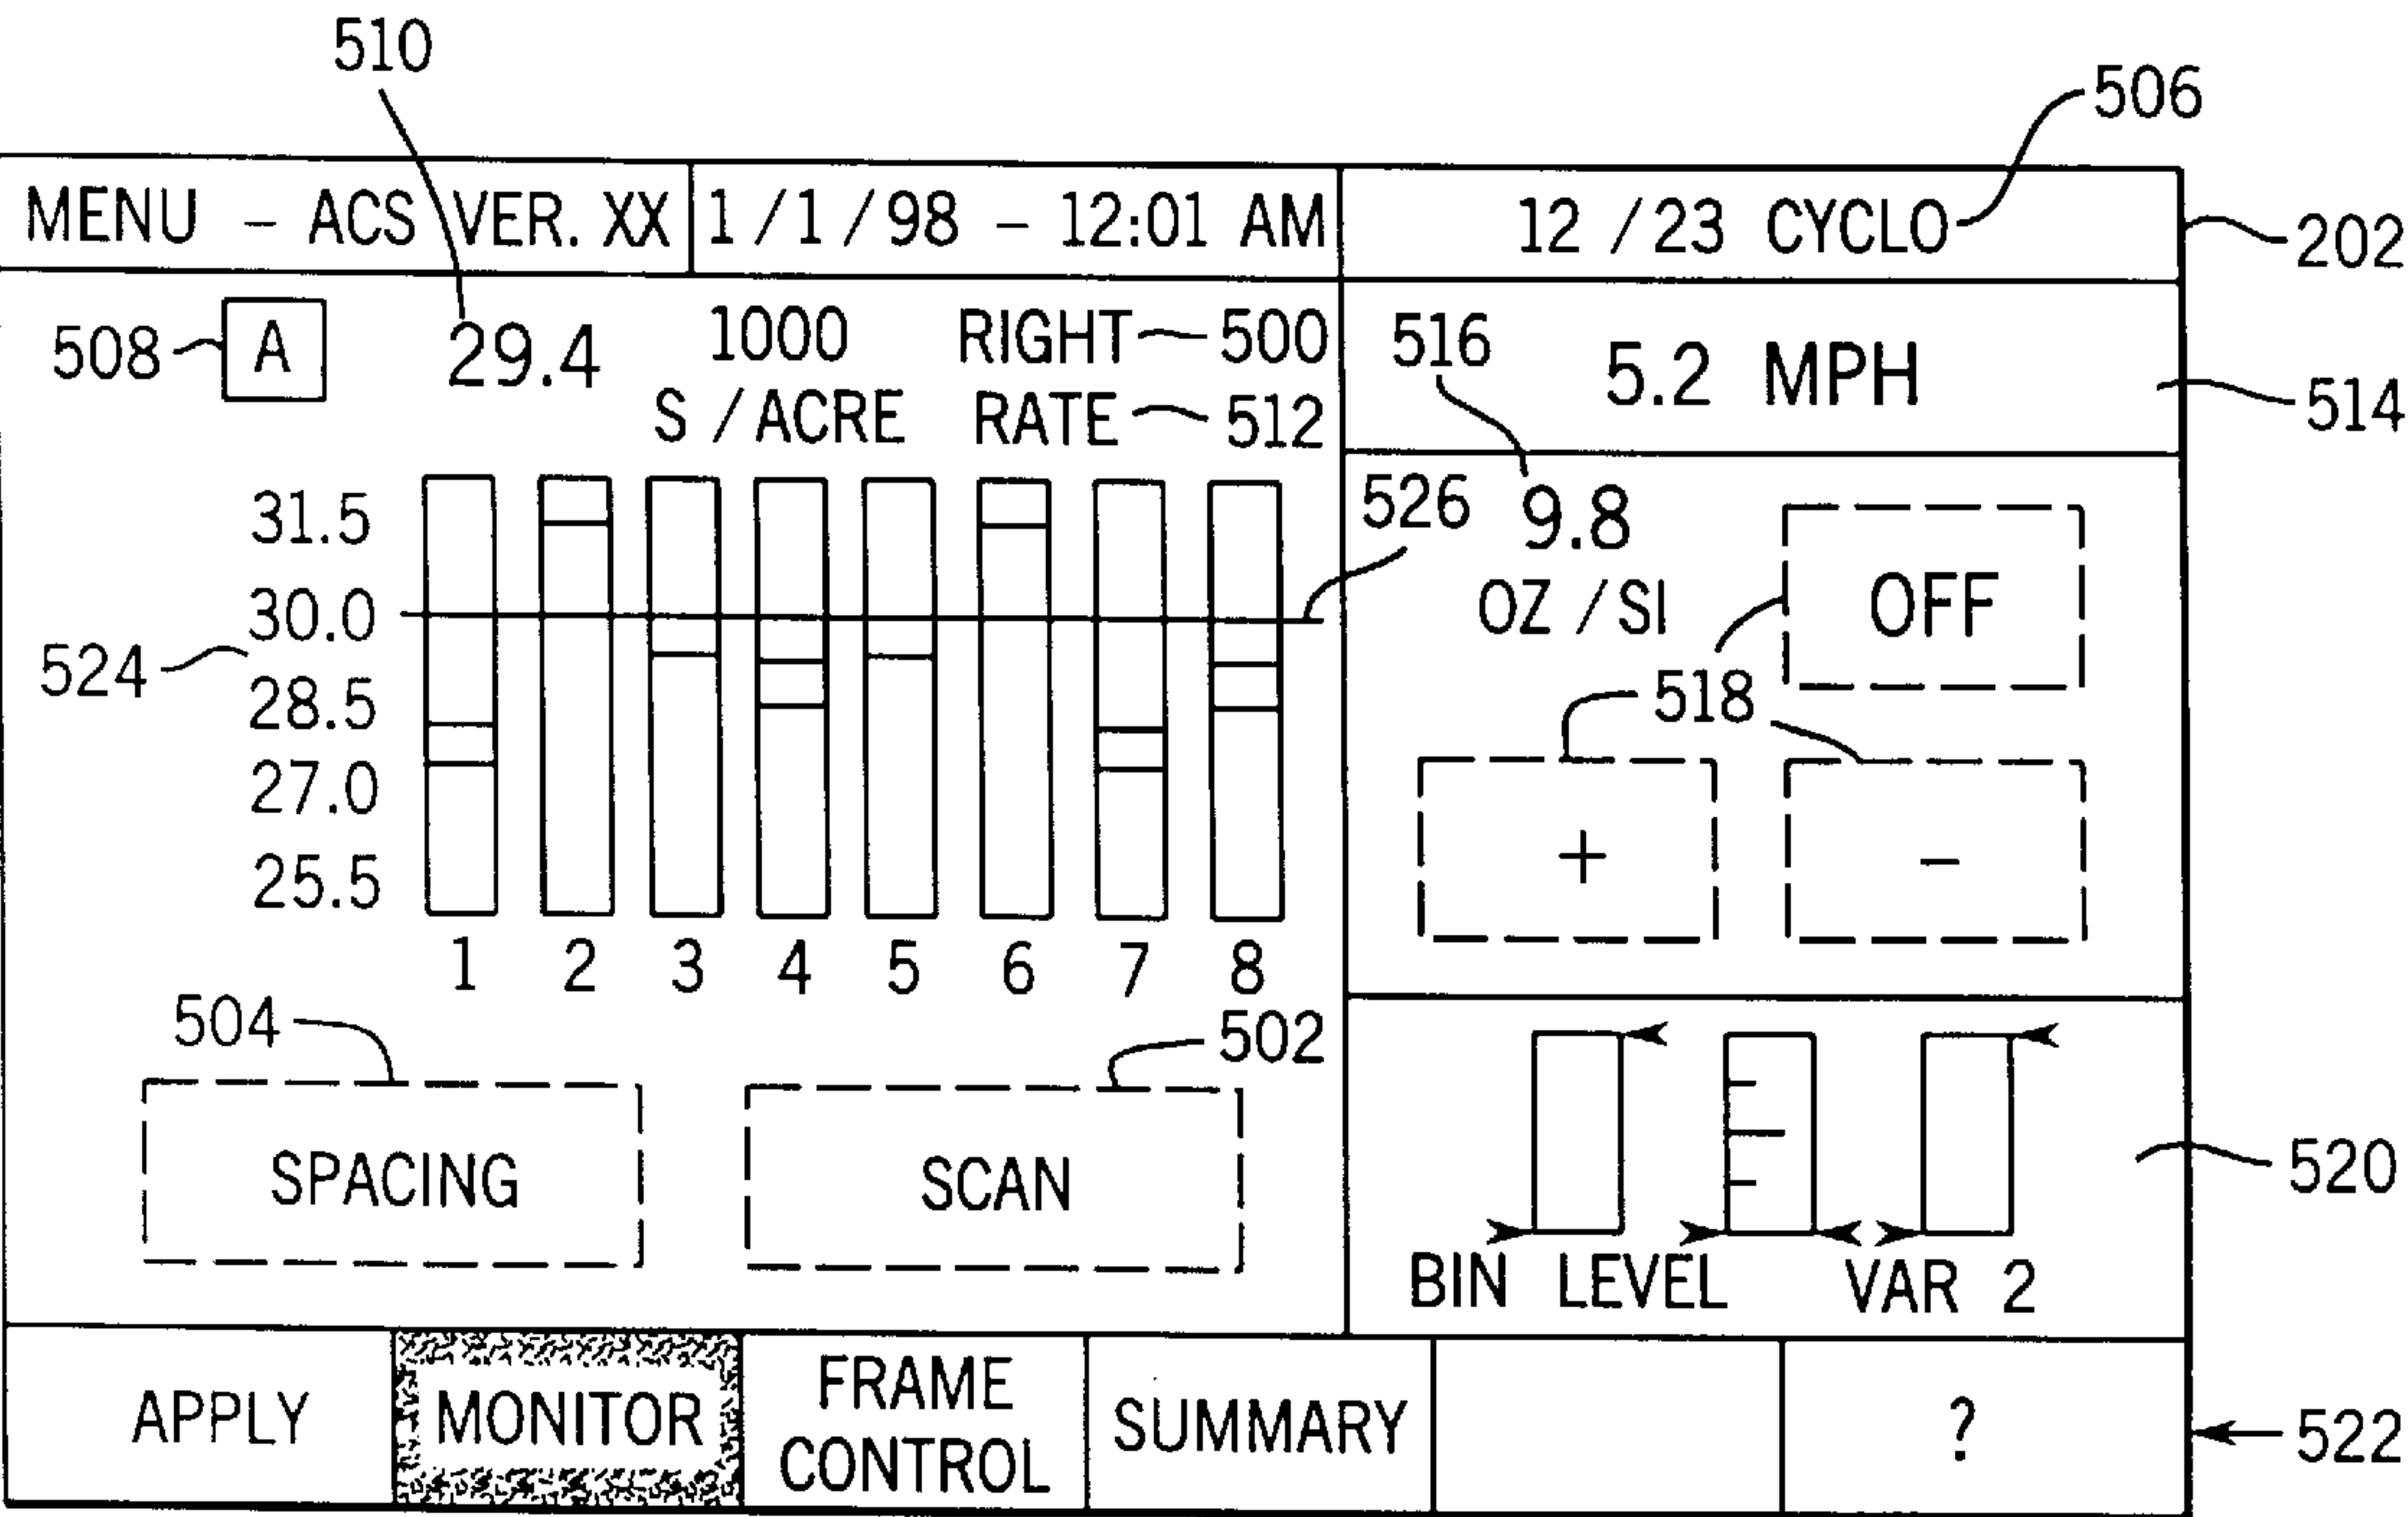 510
506
MENU – ACS VER. XX
1/1/98 – 12:01 AM
12/23 CYCLO
202
508
A
29.4
1000
S/ACRE
RIGHT
500
RATE
512
516
5.2 MPH
514
31.5
30.0
28.5
27.0
25.5
524
526
9.8
OZ/SI
OFF
518
+
–
1 2 3 4 5 6 7 8
504
502
SPACING
SCAN
520
BIN LEVEL
VAR 2
APPLY
MONITOR
FRAME
CONTROL
SUMMARY
?
522